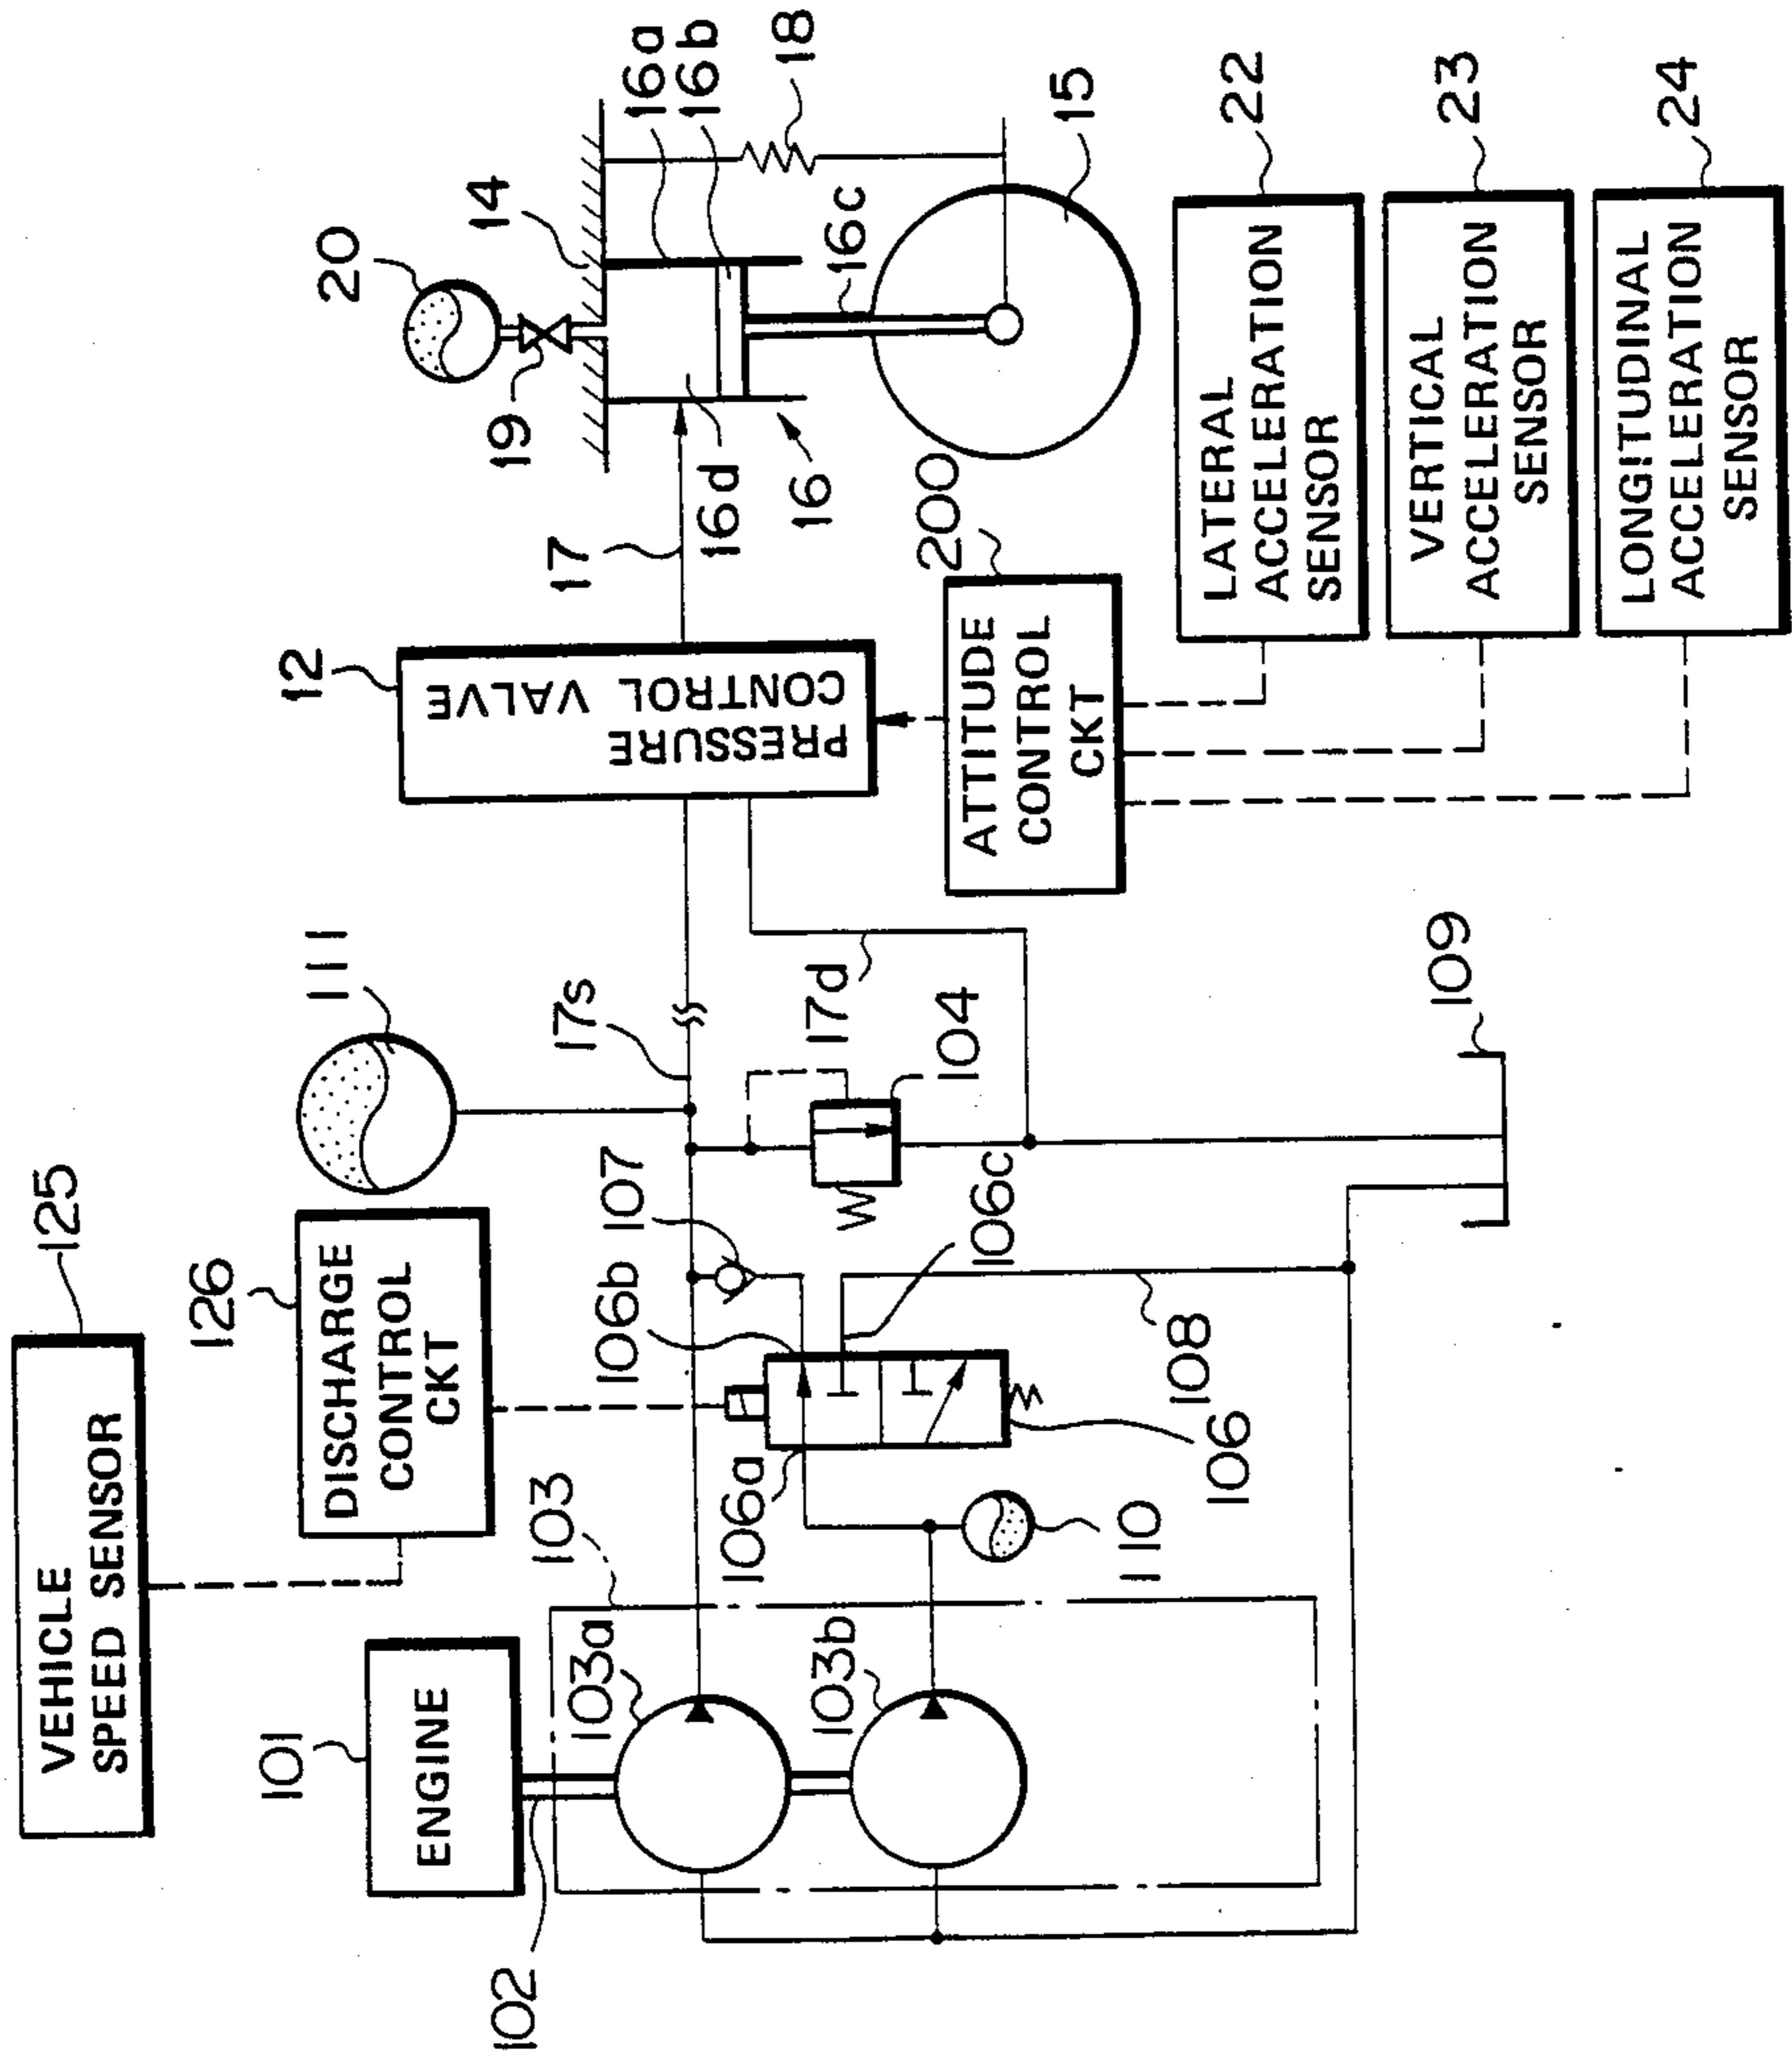 VEHICLE
SPEED SENSOR
125
126
DISCHARGE
CONTROL
CKT
111
101
ENGINE
102
103
103a
103b
106a
106b
106c
106
107
108
110
17s
17d
104
109
12
PRESSURE
CONTROL VALVE
17
200
ATTITUDE
CONTROL
CKT
20
19
14
16a
16b
16c
16d
16
18
15
LATERAL
ACCELERATION
SENSOR
22
VERTICAL
ACCELERATION
SENSOR
23
LONGITUDINAL
ACCELERATION
SENSOR
24